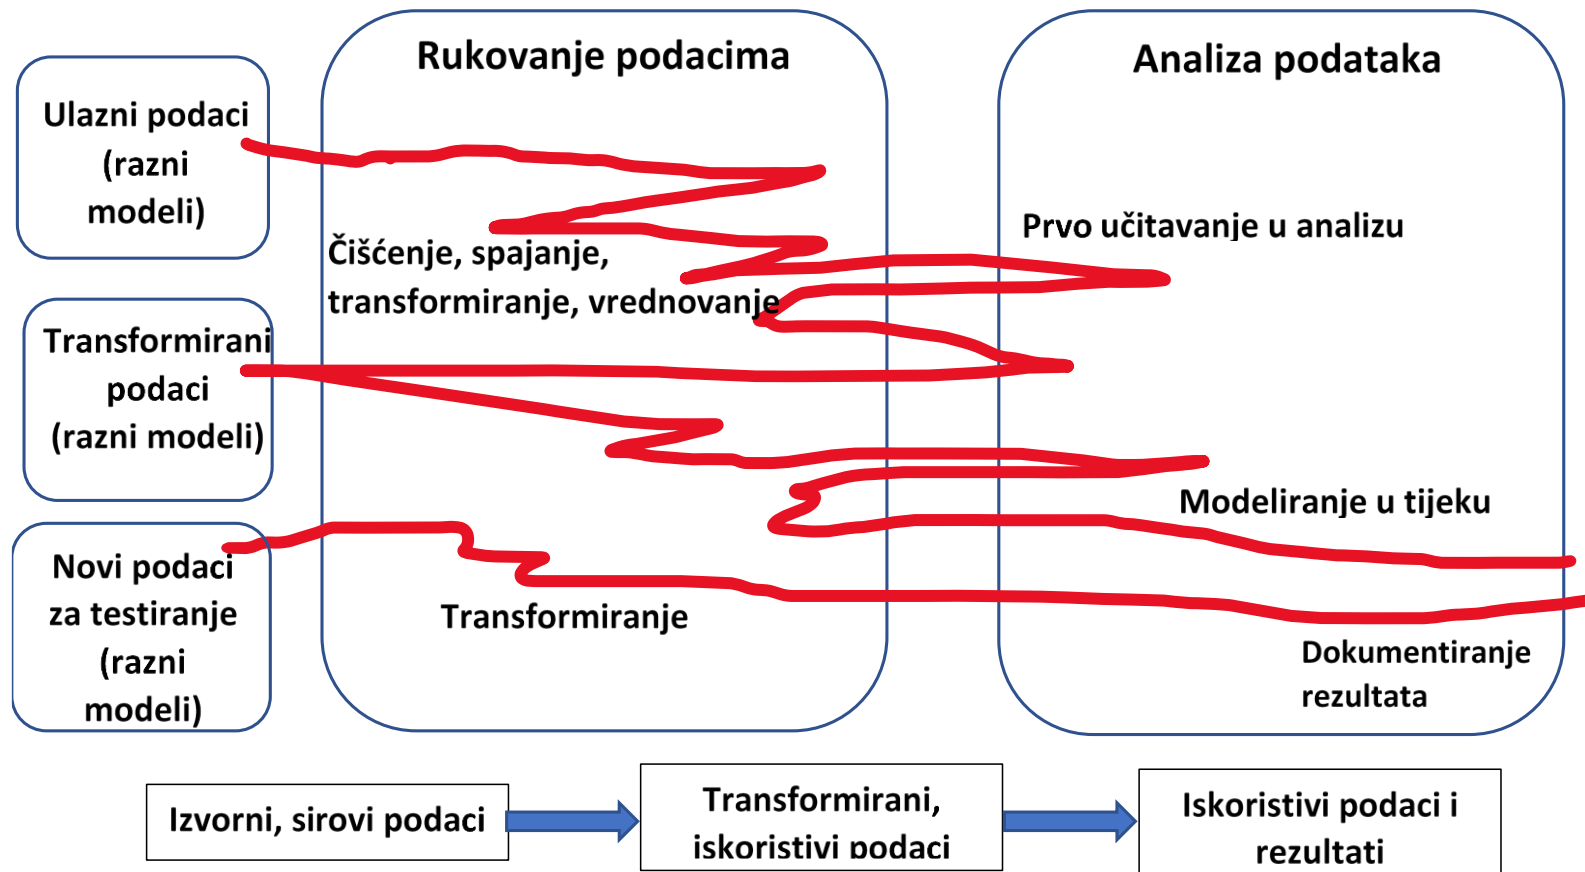 Rukovanje podacima
Analiza podataka
Ulazni podaci
(razni
modeli)
Prvo učitavanje u analizu
Čišćenje, spajanje,
transformiranje, vrednovanje
Transformirani
podaci
(razni modeli)
Modeliranje u tijeku
Novi podaci
za testiranje
(razni
modeli)
Transformiranje
Dokumentiranje
rezultata
Izvorni, sirovi podaci
Transformirani,
iskoristivi podaci
Iskoristivi podaci i
rezultati